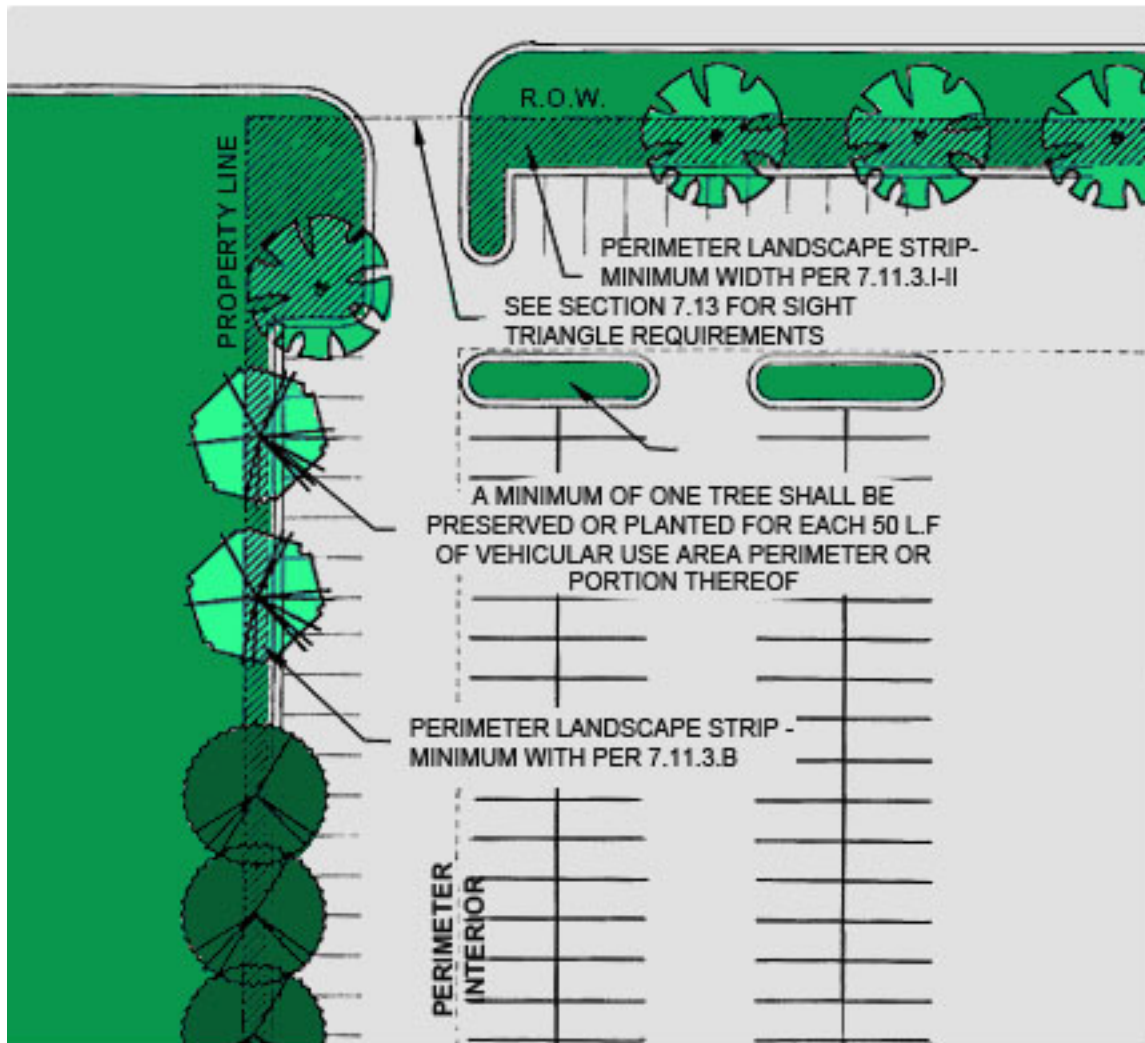 R.O.W.
PROPERTY LINE
PERIMETER LANDSCAPE STRIP-
MINIMUM WIDTH PER 7.11.3.I-II
SEE SECTION 7.13 FOR SIGHT
TRIANGLE REQUIREMENTS
A MINIMUM OF ONE TREE SHALL BE
PRESERVED OR PLANTED FOR EACH 50 L.F
OF VEHICULAR USE AREA PERIMETER OR
PORTION THEREOF
PERIMETER LANDSCAPE STRIP -
MINIMUM WITH PER 7.11.3.B
PERIMETER
INTERIOR